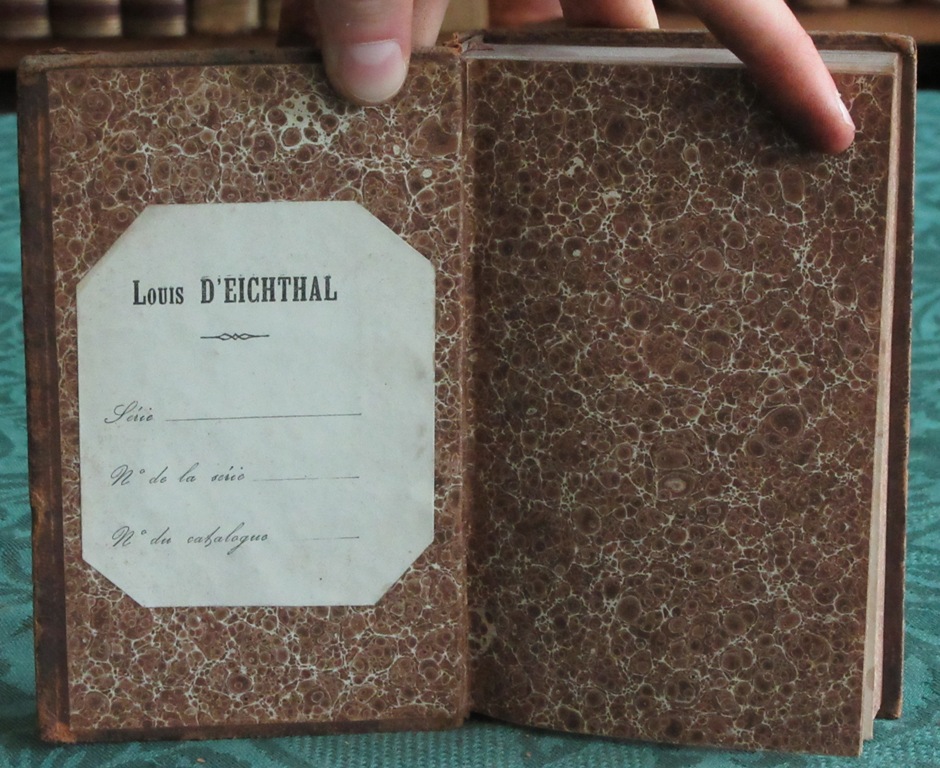 Louis D'EICHTHAL
Série
N° de la série
N° du catalogue